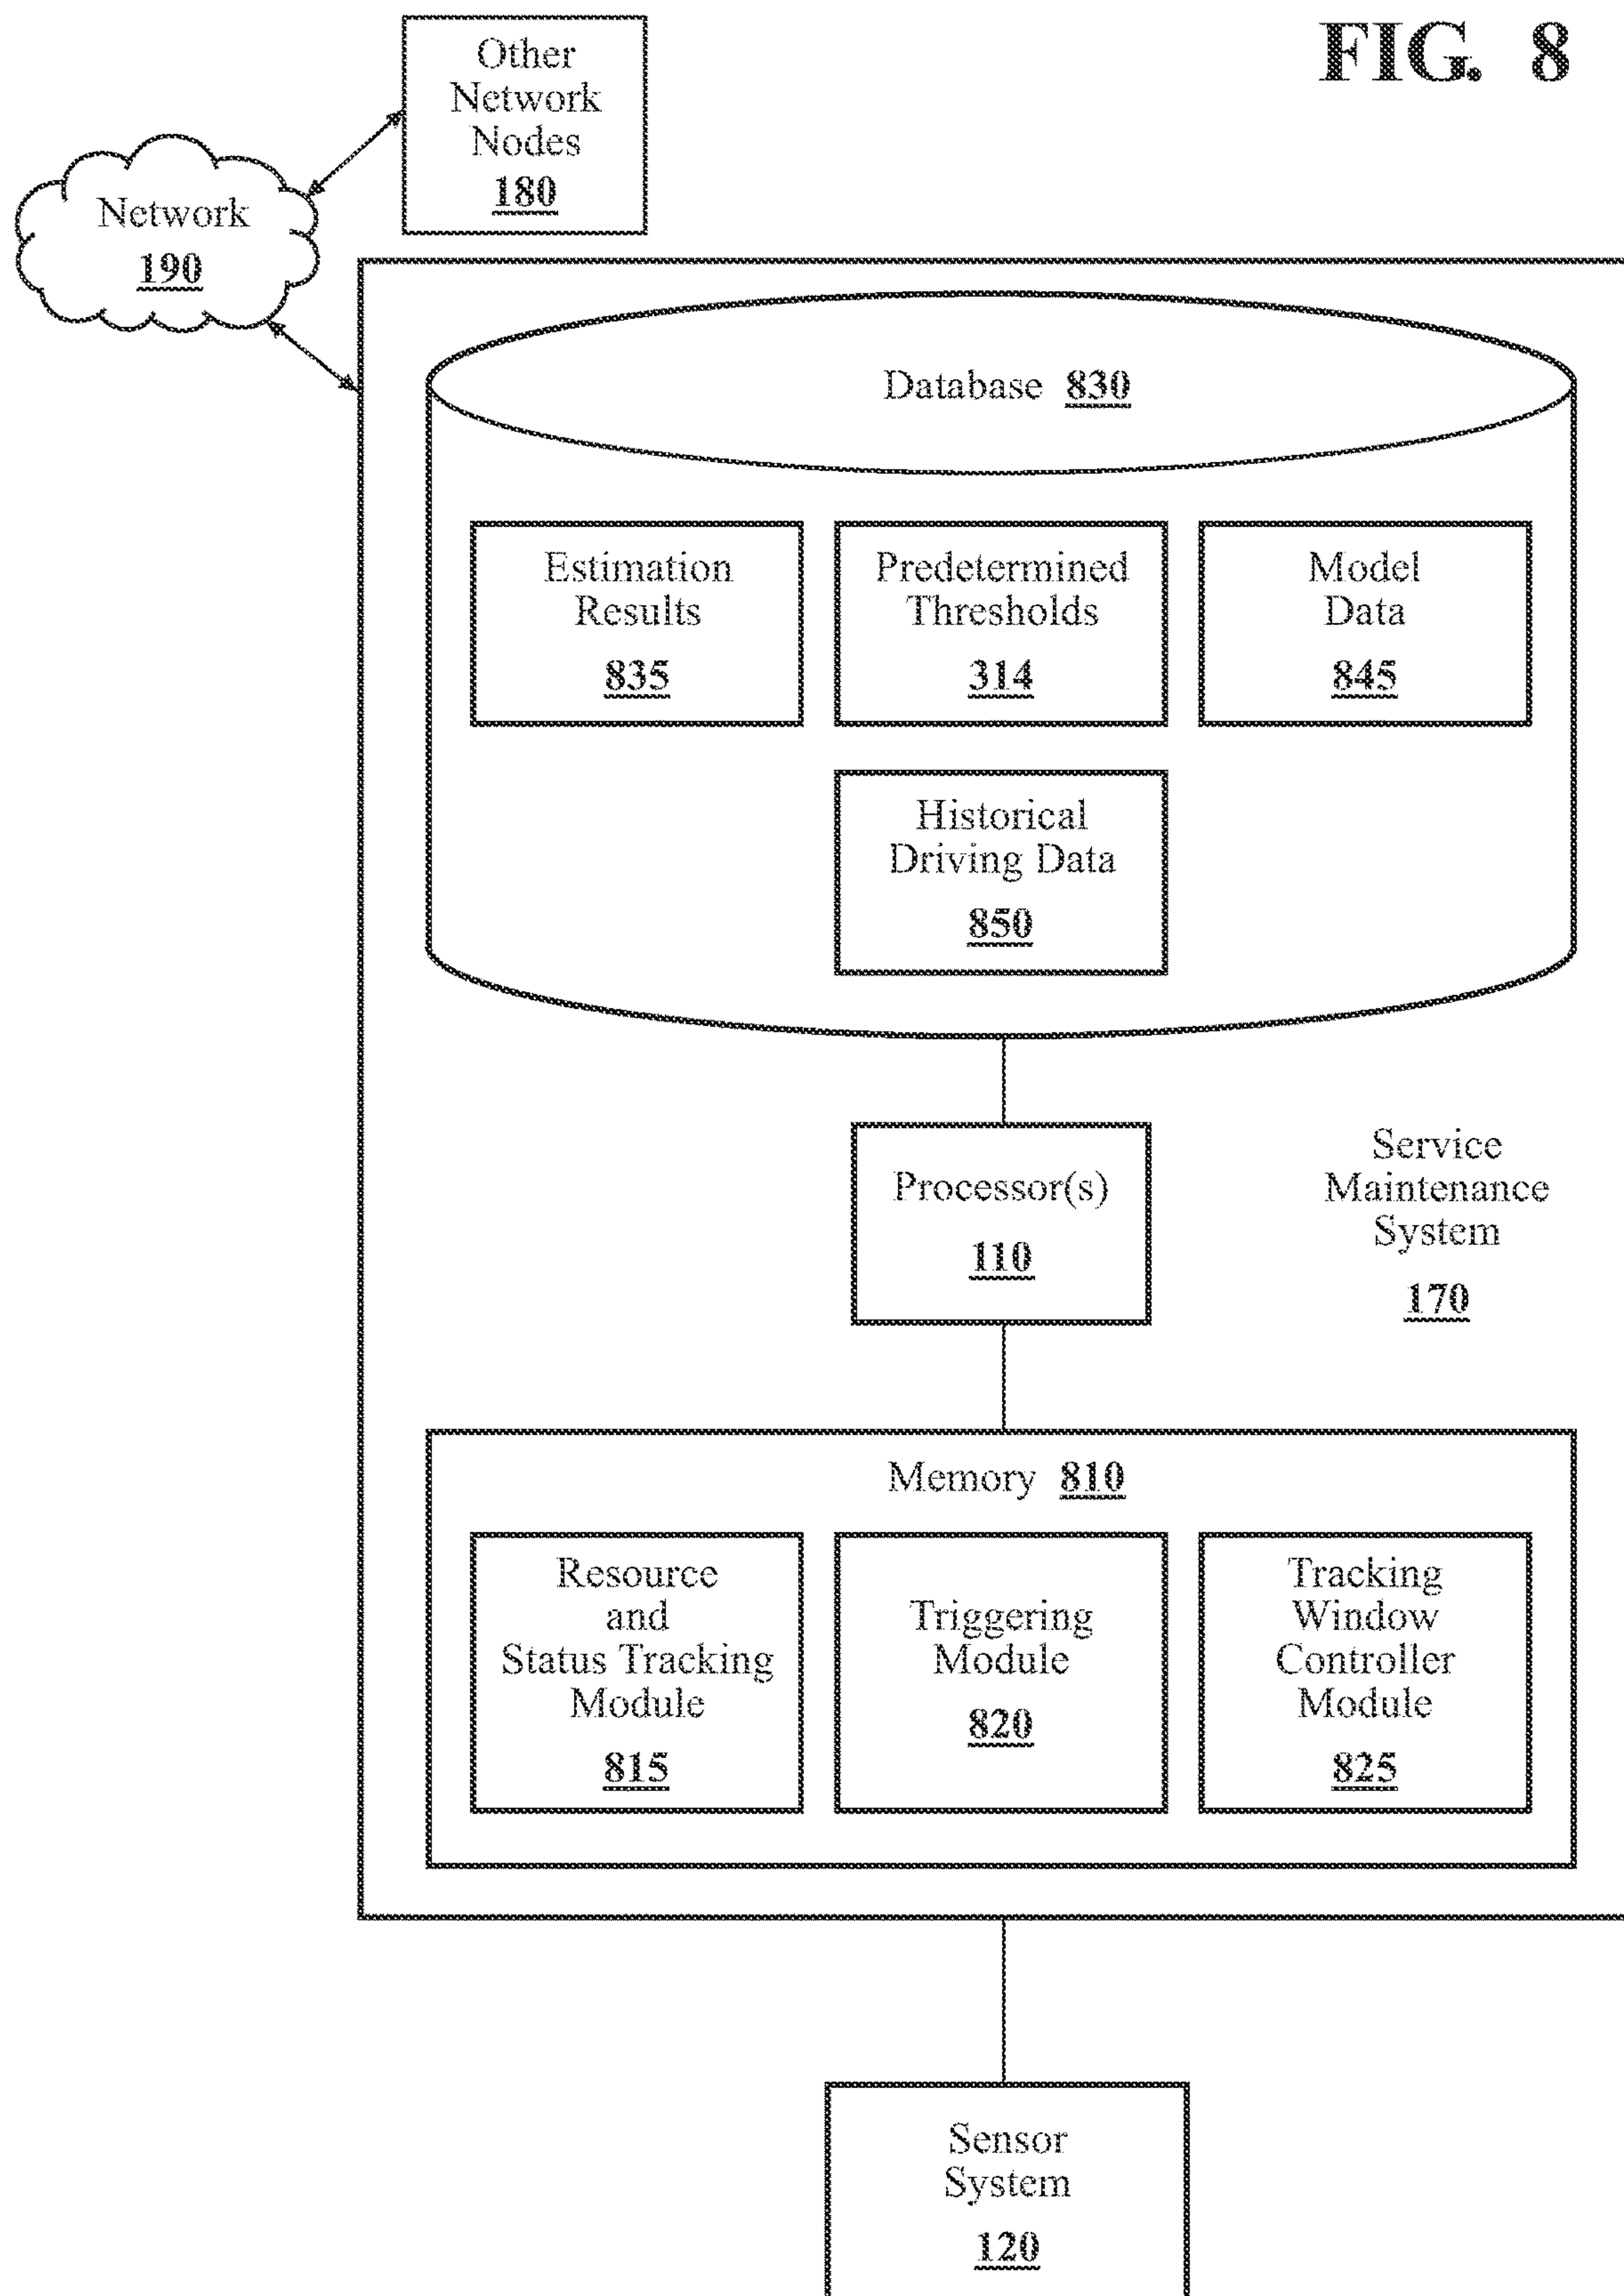 FIG. 8
Other
Network
Nodes
180
Network
190
Database 830
Estimation
Results
835
Predetermined
Thresholds
314
Model
Data
845
Historical
Driving Data
850
Processor(s)
110
Service
Maintenance
System
170
Memory 810
Resource
and
Status Tracking
Module
815
Triggering
Module
820
Tracking
Window
Controller
Module
825
Sensor
System
120